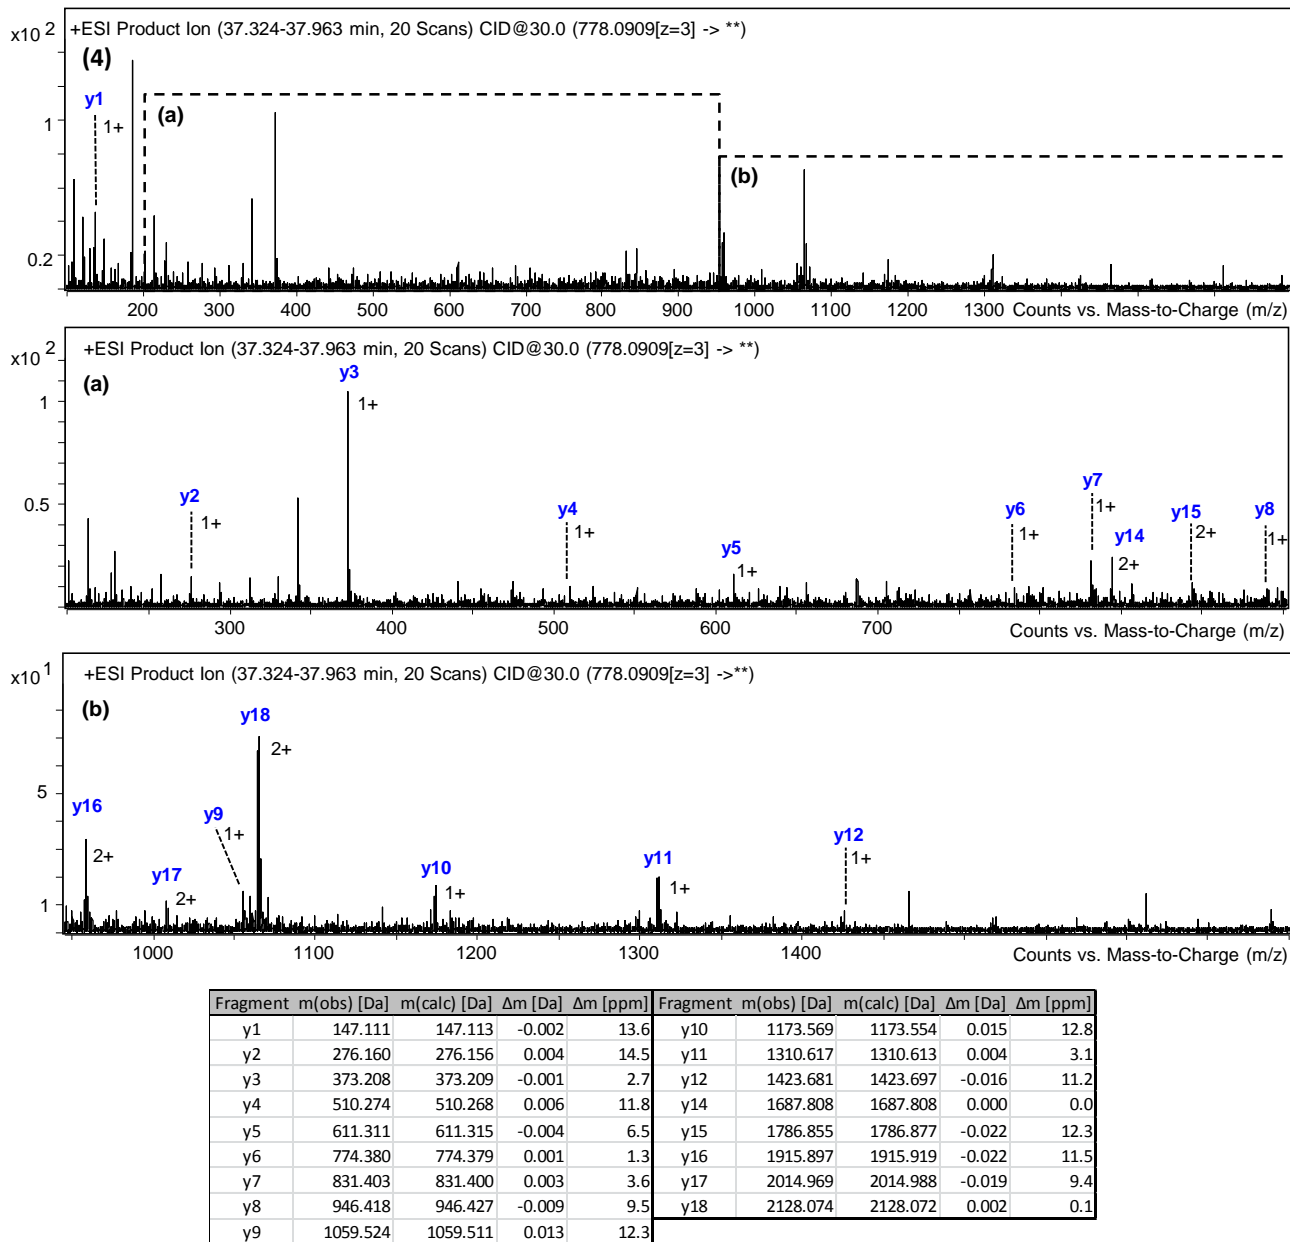 +ESI Product Ion (37.324-37.963 min, 20 Scans) CID@30.0 (778.0909[z=3] -> **)
x10 2
(4)
y1
1+
(a)
(b)
1
0.2
200 300 400 500 600 700 800 900 1000 1100 1200 1300 Counts vs. Mass-to-Charge (m/z)
+ESI Product Ion (37.324-37.963 min, 20 Scans) CID@30.0 (778.0909[z=3] -> **)
x10 2
(a)
y3
1+
1
y2
1+
0.5
y4
1+
y5
1+
y6
1+
y7
1+
y14
2+
y15
2+
y8
1+
300 400 500 600 700 Counts vs. Mass-to-Charge (m/z)
+ESI Product Ion (37.324-37.963 min, 20 Scans) CID@30.0 (778.0909[z=3] ->**)
x10 1
(b)
y18
2+
5
y16
2+
y17
2+
y9
1+
y10
1+
y11
1+
y12
1+
1
1000 1100 1200 1300 1400 Counts vs. Mass-to-Charge (m/z)
Fragment m(obs) [Da] m(calc) [Da] Δm [Da] Δm [ppm] Fragment m(obs) [Da] m(calc) [Da] Δm [Da] Δm [ppm]
y1 147.111 147.113 -0.002 13.6 y10 1173.569 1173.554 0.015 12.8
y2 276.160 276.156 0.004 14.5 y11 1310.617 1310.613 0.004 3.1
y3 373.208 373.209 -0.001 2.7 y12 1423.681 1423.697 -0.016 11.2
y4 510.274 510.268 0.006 11.8 y14 1687.808 1687.808 0.000 0.0
y5 611.311 611.315 -0.004 6.5 y15 1786.855 1786.877 -0.022 12.3
y6 774.380 774.379 0.001 1.3 y16 1915.897 1915.919 -0.022 11.5
y7 831.403 831.400 0.003 3.6 y17 2014.969 2014.988 -0.019 9.4
y8 946.418 946.427 -0.009 9.5 y18 2128.074 2128.072 0.002 0.1
y9 1059.524 1059.511 0.013 12.3